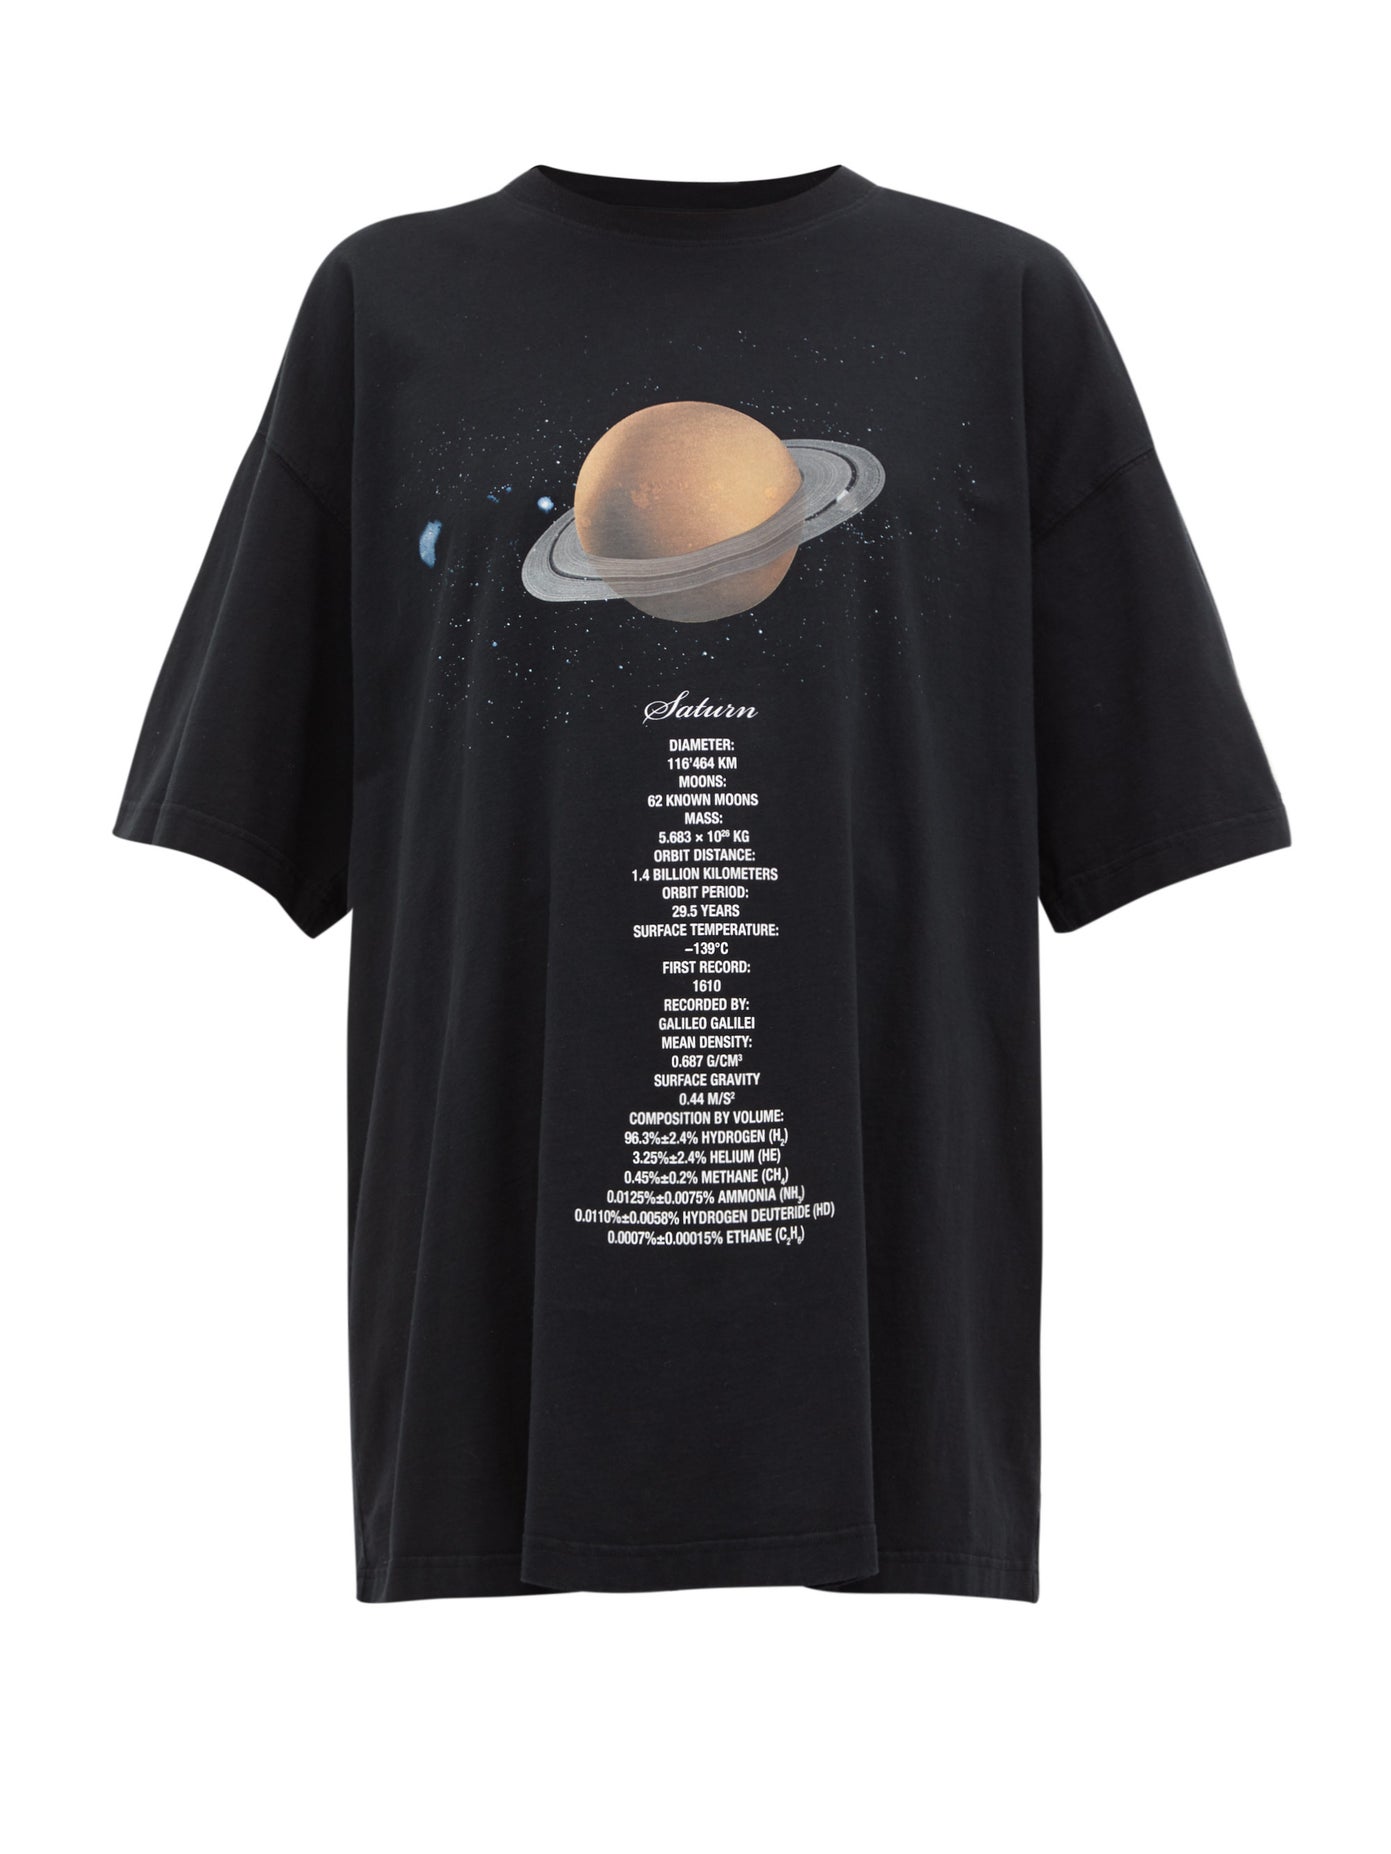 Saturn
DIAMETER:
116'464 KM
MOONS:
62 KNOWN MOONS
MASS:
5.683 × 10²⁶ KG
ORBIT DISTANCE:
1.4 BILLION KILOMETERS
ORBIT PERIOD:
29.5 YEARS
SURFACE TEMPERATURE:
–139°C
FIRST RECORD:
1610
RECORDED BY:
GALILEO GALILEI
MEAN DENSITY:
0.687 G/CM³
SURFACE GRAVITY
0.44 M/S²
COMPOSITION BY VOLUME:
96.3%±2.4% HYDROGEN (H₂)
3.25%±2.4% HELIUM (HE)
0.45%±0.2% METHANE (CH₄)
0.0125%±0.0075% AMMONIA (NH₃)
0.0110%±0.0058% HYDROGEN DEUTERIDE (HD)
0.0007%±0.00015% ETHANE (C₂H₆)